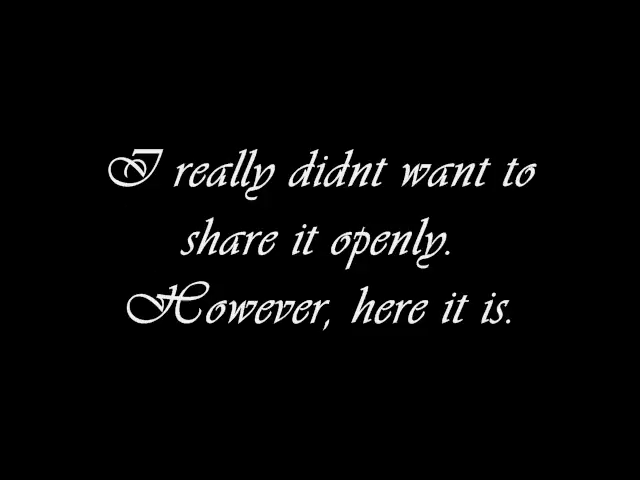 I really didnt want to
share it openly.
However, here it is.